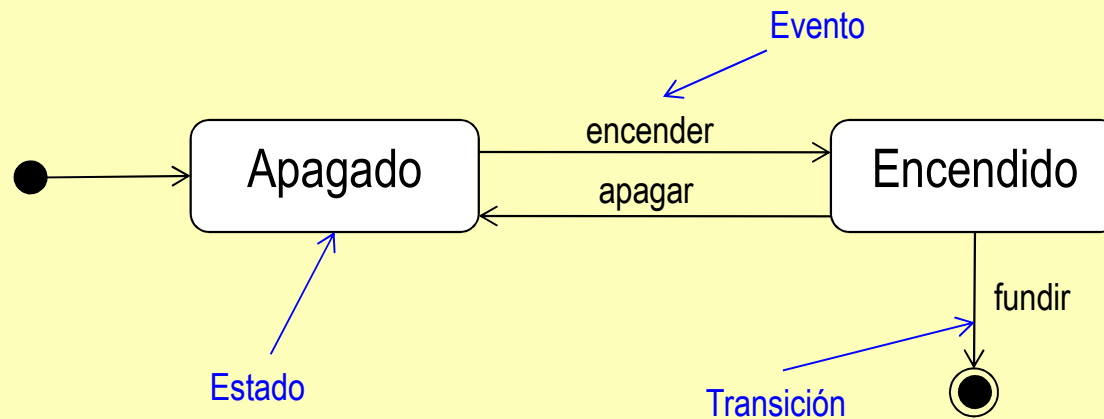 Evento
encender
Apagado
Encendido
apagar
fundir
Estado
Transición